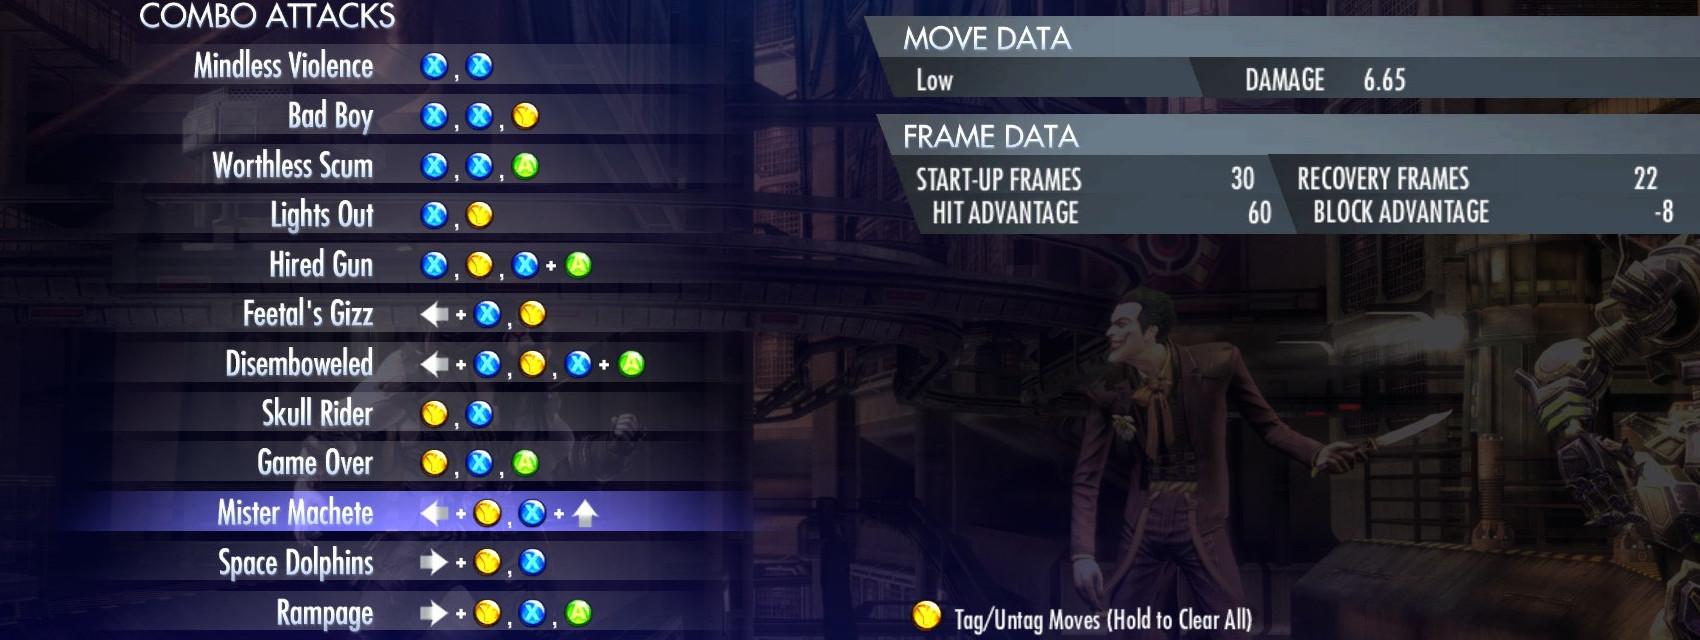 COMBO ATTACKS
Mindless Violence X, X
Bad Boy X, X, Y
Worthless Scum X, X, A
Lights Out X, Y
Hired Gun X, Y, X + A
Feetal's Gizz ← + X, Y
Disemboweled ← + X, Y, X + A
Skull Rider Y, X
Game Over Y, X, A
Mister Machete ← + Y, X + ↑
Space Dolphins → + Y, X
Rampage → + Y, X, A
MOVE DATA
Low DAMAGE 6.65
FRAME DATA
START-UP FRAMES 30 RECOVERY FRAMES 22
HIT ADVANTAGE 60 BLOCK ADVANTAGE -8
Y Tag/Untag Moves (Hold to Clear All)